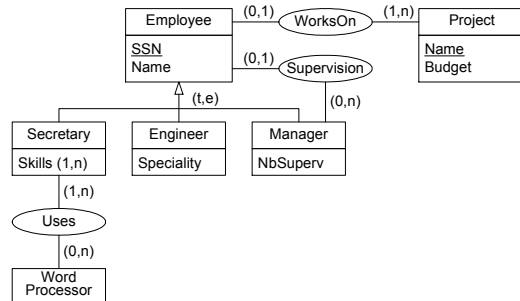 Employee
(0,1)
WorksOn
(1,n)
Project
SSN
Name
(0,1)
Supervision
Name
Budget
(t,e)
(0,n)
Secretary
Engineer
Manager
Skills (1,n)
Speciality
NbSuperv
(1,n)
Uses
(0,n)
Word
Processor